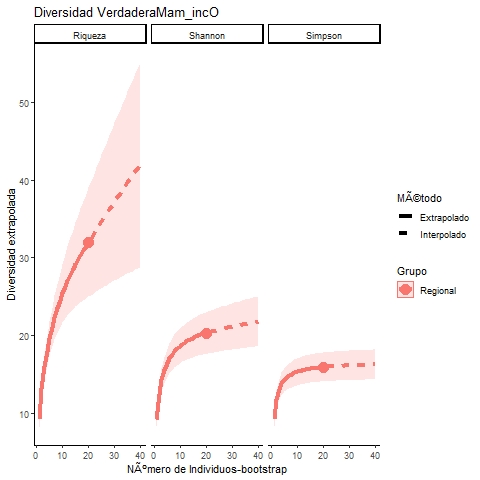 Diversidad VerdaderaMam_incO
Riqueza Shannon Simpson
50
40
30
20
10
Diversidad extrapolada
0 10 20 30 40 0 10 20 30 40 0 10 20 30 40
NÃºmero de Individuos-bootstrap
MÃ©todo
Extrapolado
Interpolado
Grupo
Regional